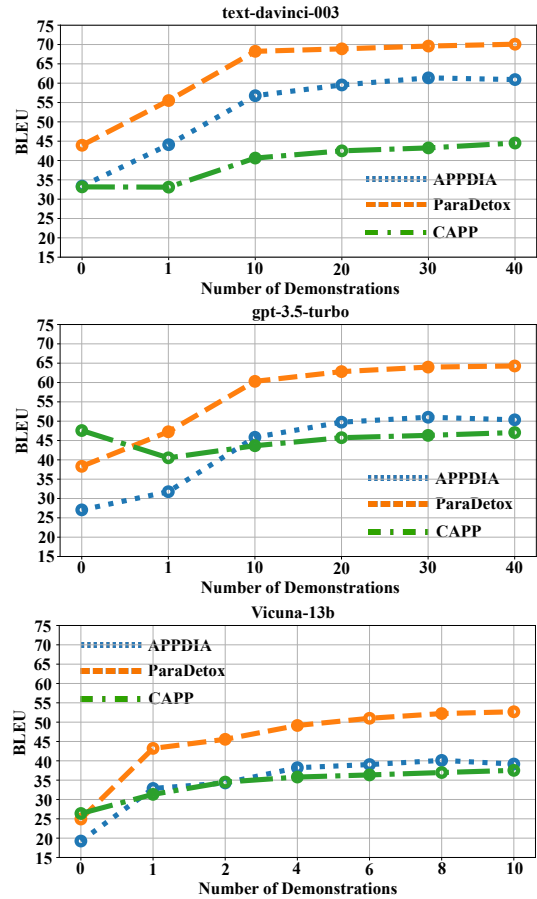 text-davinci-003
75
70
65
60
55
50
45
40
35
30
25
20
15
BLEU
APPDIA
ParaDetox
CAPP
0 1 10 20 30 40
Number of Demonstrations
gpt-3.5-turbo
75
70
65
60
55
50
45
40
35
30
25
20
15
BLEU
APPDIA
ParaDetox
CAPP
0 1 10 20 30 40
Number of Demonstrations
Vicuna-13b
75
70
65
60
55
50
45
40
35
30
25
20
15
BLEU
APPDIA
ParaDetox
CAPP
0 1 2 4 6 8 10
Number of Demonstrations